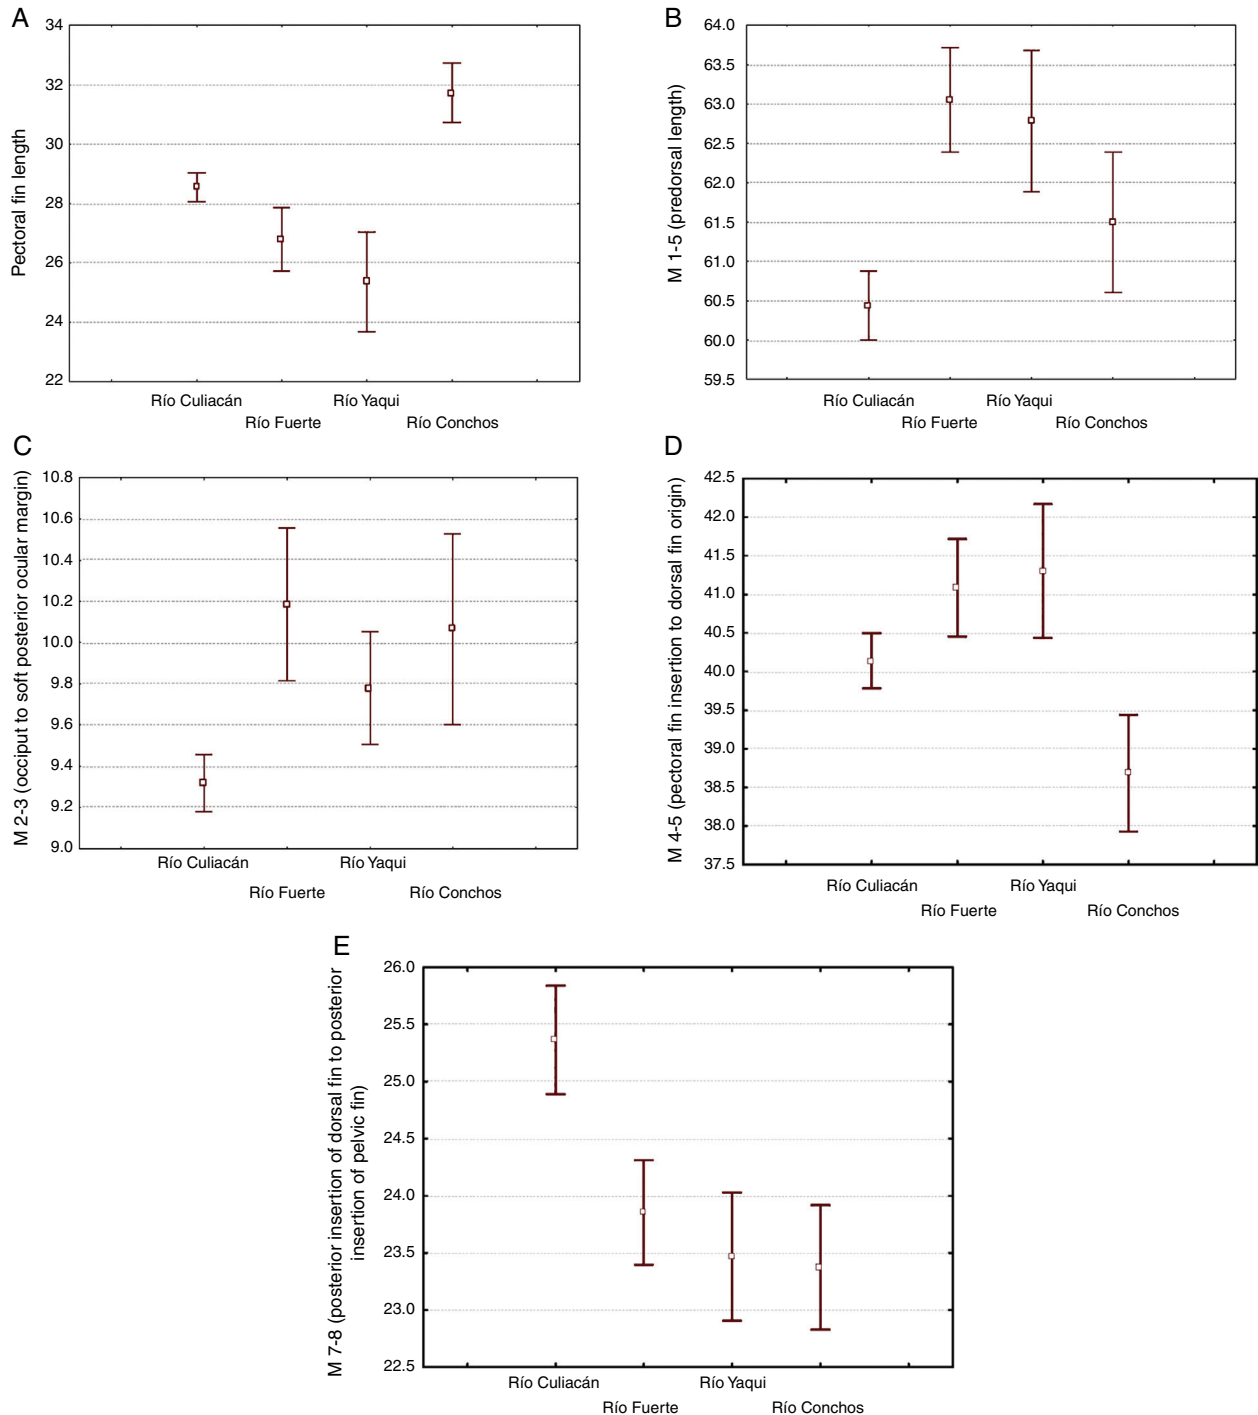 A
Pectoral fin length
34
32
30
28
26
24
22
Río Culiacán
Río Yaqui
Río Fuerte
Río Conchos
B
M 1-5 (predorsal length)
64.0
63.5
63.0
62.5
62.0
61.5
61.0
60.5
60.0
59.5
Río Culiacán
Río Yaqui
Río Fuerte
Río Conchos
C
M 2-3 (occiput to soft posterior ocular margin)
10.8
10.6
10.4
10.2
10.0
9.8
9.6
9.4
9.2
9.0
Río Culiacán
Río Yaqui
Río Fuerte
Río Conchos
D
M 4-5 (pectoral fin insertion to dorsal fin origin)
42.5
42.0
41.5
41.0
40.5
40.0
39.5
39.0
38.5
38.0
37.5
Río Culiacán
Río Yaqui
Río Fuerte
Río Conchos
E
M 7-8 (posterior insertion of dorsal fin to posterior
insertion of pelvic fin)
26.0
25.5
25.0
24.5
24.0
23.5
23.0
22.5
Río Culiacán
Río Yaqui
Río Fuerte
Río Conchos